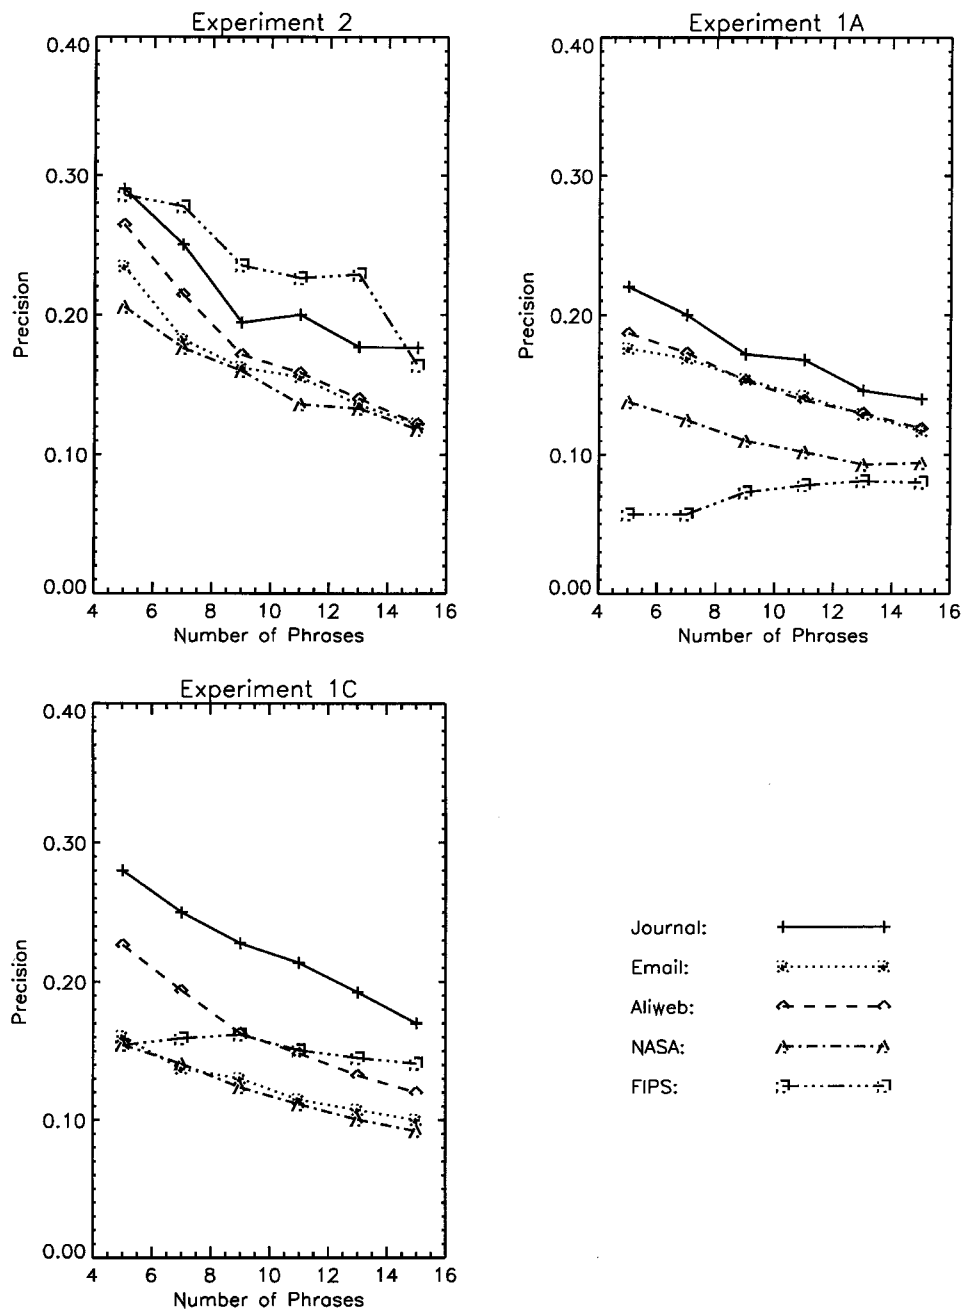 Experiment 2
0.40
0.30
0.20
0.10
0.00
Precision
4 6 8 10 12 14 16
Number of Phrases
Experiment 1A
0.40
0.30
0.20
0.10
0.00
Precision
4 6 8 10 12 14 16
Number of Phrases
Experiment 1C
0.40
0.30
0.20
0.10
0.00
Precision
4 6 8 10 12 14 16
Number of Phrases
Journal:
Email:
Aliweb:
NASA:
FIPS: